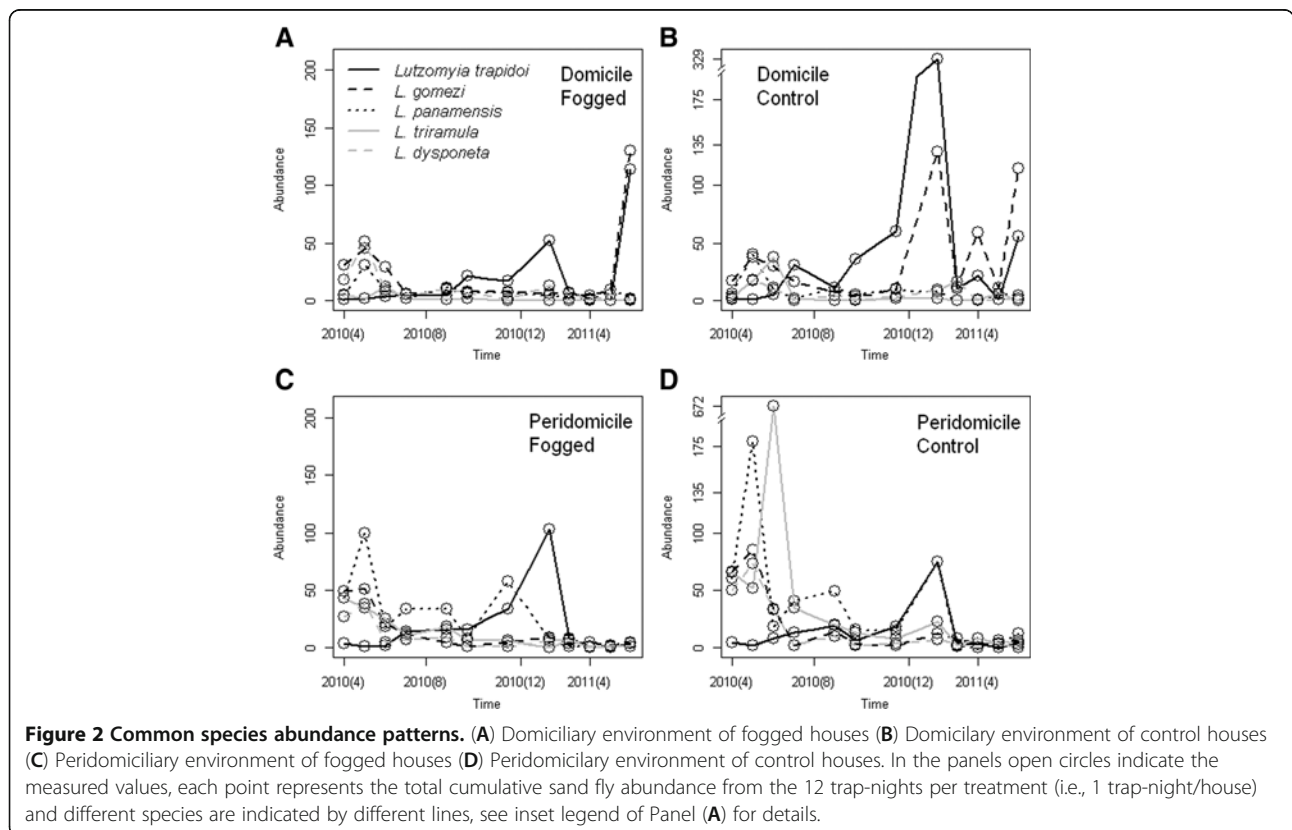 A
Domicile
Fogged
Lutzomyia trapidoi
L. gomezi
L. panamensis
L. triramula
L. dysponeta
Abundance
200
150
100
50
0
2010(4)
2010(8)
2010(12)
2011(4)
Time
B
Domicile
Control
Abundance
329
175
135
100
50
0
2010(4)
2010(8)
2010(12)
2011(4)
Time
C
Peridomicile
Fogged
Abundance
200
150
100
50
0
2010(4)
2010(8)
2010(12)
2011(4)
Time
D
Peridomicile
Control
Abundance
672
175
135
100
50
0
2010(4)
2010(8)
2010(12)
2011(4)
Time
Figure 2 Common species abundance patterns. (A) Domiciliary environment of fogged houses (B) Domicilary environment of control houses
(C) Peridomiciliary environment of fogged houses (D) Peridomicilary environment of control houses. In the panels open circles indicate the
measured values, each point represents the total cumulative sand fly abundance from the 12 trap-nights per treatment (i.e., 1 trap-night/house)
and different species are indicated by different lines, see inset legend of Panel (A) for details.